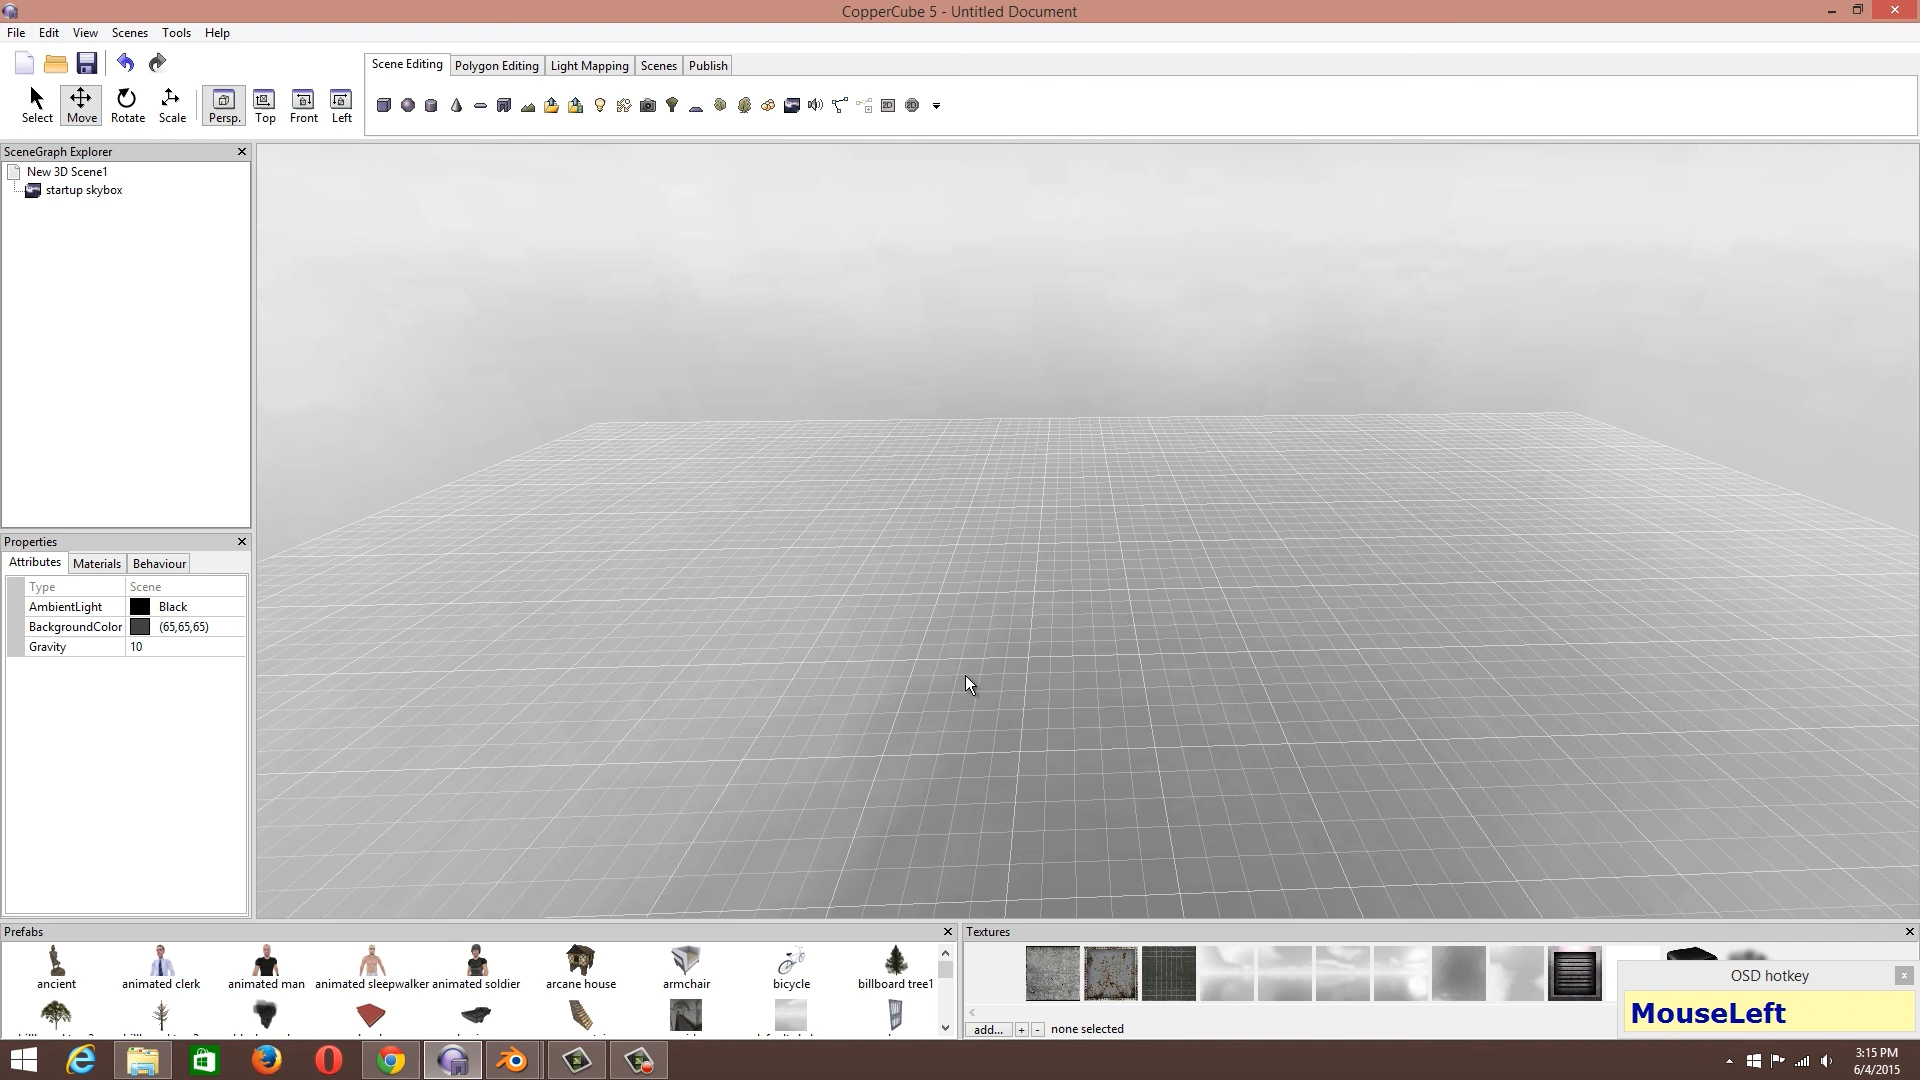 CopperCube 5 - Untitled Document
File Edit View Scenes Tools Help
Scene Editing Polygon Editing Light Mapping Scenes Publish
Select Move Rotate Scale Persp. Top Front Left
SceneGraph Explorer
New 3D Scene1
startup skybox
Properties
Attributes Materials Behaviour
Type Scene
AmbientLight Black
BackgroundColor (65,65,65)
Gravity 10
Prefabs
ancient animated clerk animated man animated sleepwalker animated soldier arcane house armchair bicycle billboard tree1
Textures
add... + - none selected
OSD hotkey
MouseLeft
3:15 PM
6/4/2015